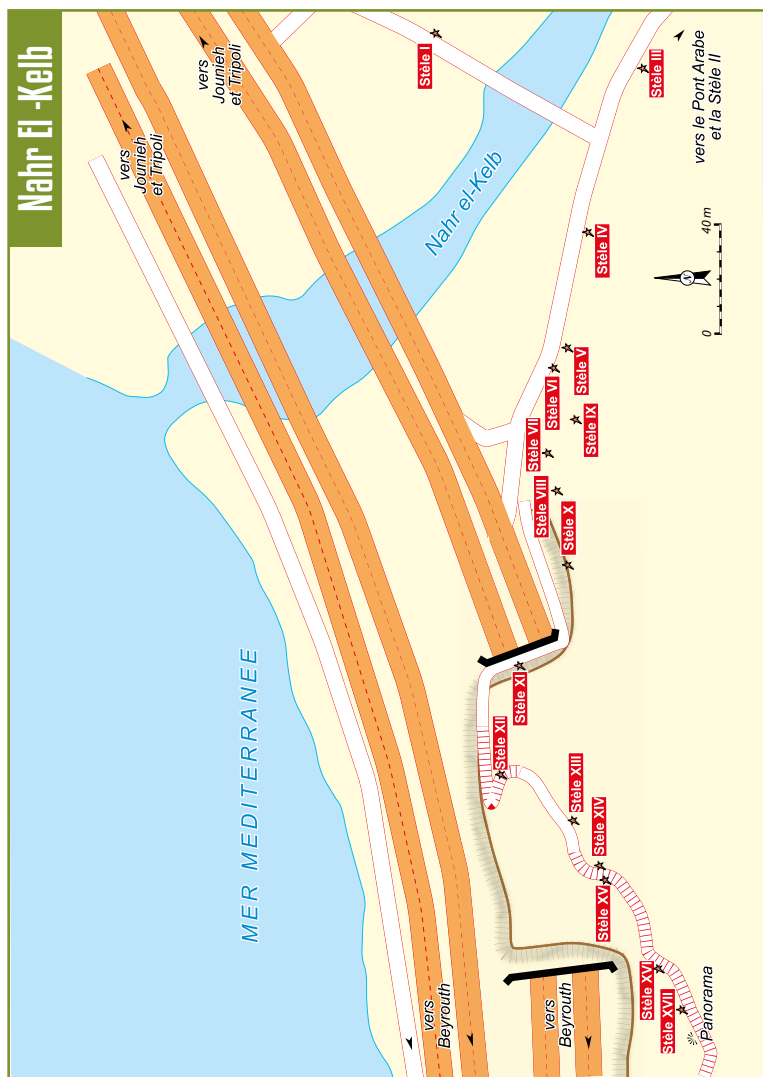 Nahr El -Kelb
vers
Jounieh
et Tripoli
vers
Jounieh
et Tripoli
Stèle I
Stèle III
vers le Pont Arabe
et la Stèle II
Nahr el-Kelb
Stèle IV
0
40 m
N
Stèle V
Stèle VI
Stèle IX
Stèle VII
Stèle VIII
Stèle X
MER MEDITERRANEE
Stèle XI
Stèle XII
Stèle XIII
Stèle XIV
Stèle XV
Stèle XVI
Stèle XVII
Panorama
vers
Beyrouth
vers
Beyrouth